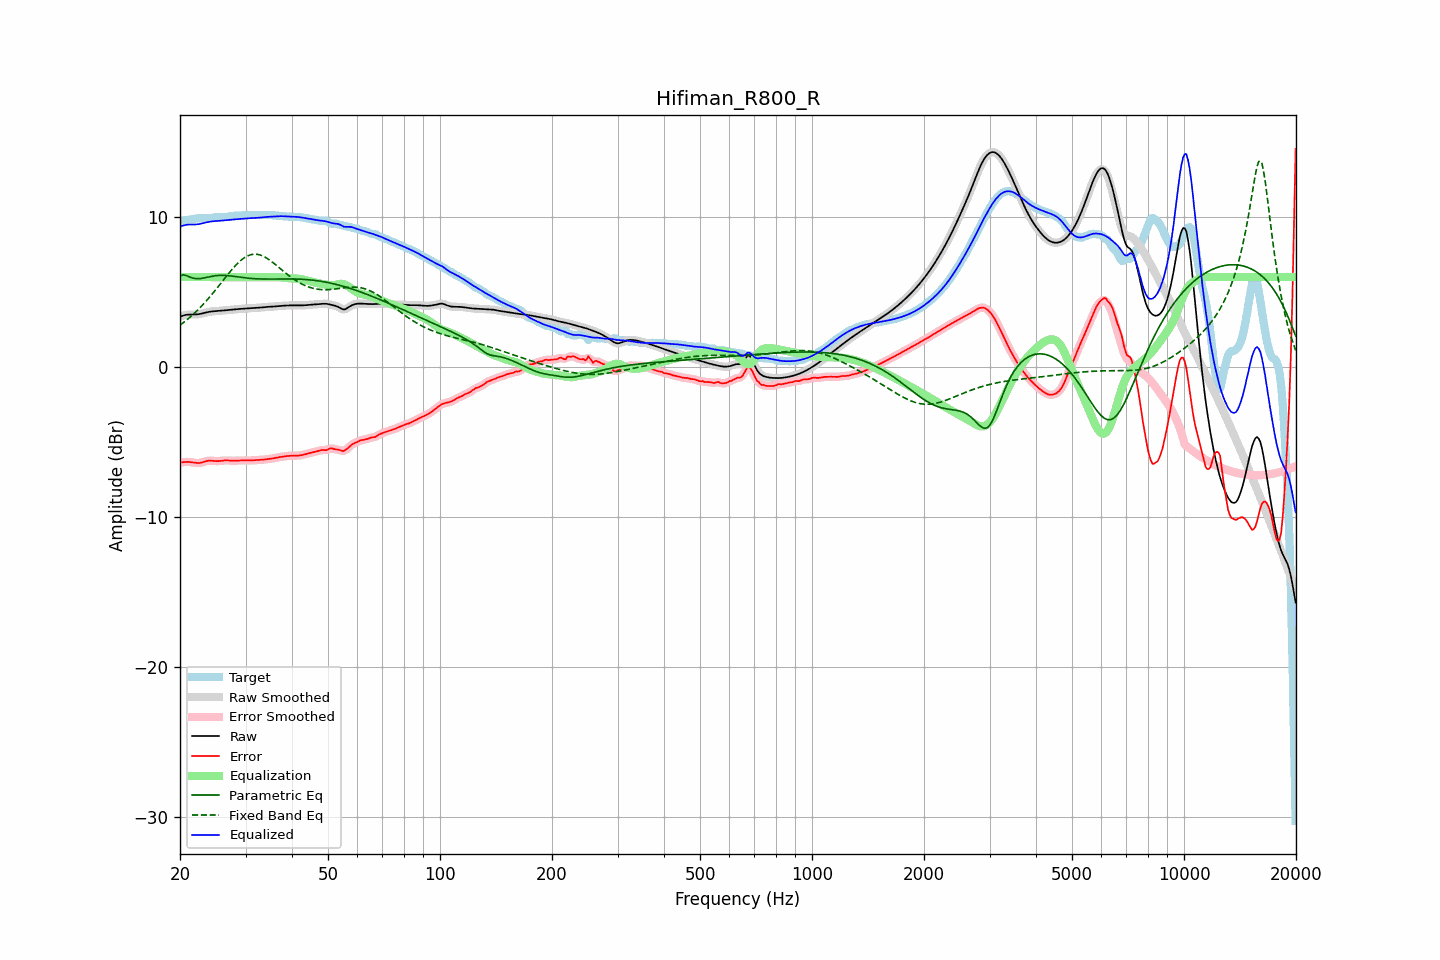 Hifiman_R800_R
Amplitude (dBr)
10
0
−10
−20
−30
Target
Raw Smoothed
Error Smoothed
Raw
Error
Equalization
Parametric Eq
Fixed Band Eq
Equalized
20 50 100 200 500 1000 2000 5000 10000 20000
Frequency (Hz)